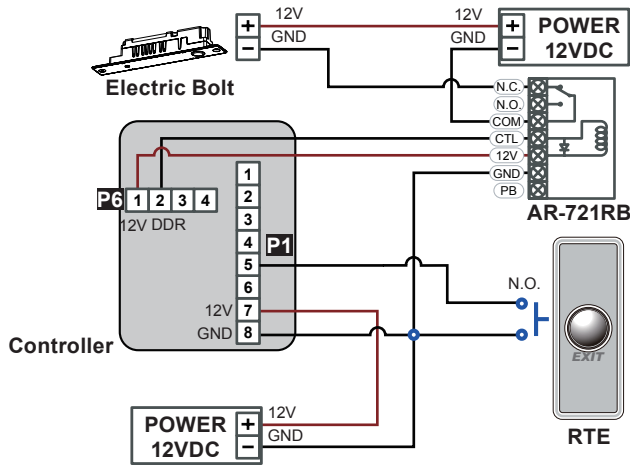 + 12V 12V + POWER
− GND GND − 12VDC
Electric Bolt
N.C.
N.O.
COM
CTL
12V
GND
PB
AR-721RB
P6 1 2 3 4
12V DDR
1
2
3
4
P1
5
6
12V 7
GND 8
Controller
N.O.
EXIT
RTE
POWER + 12V
12VDC − GND